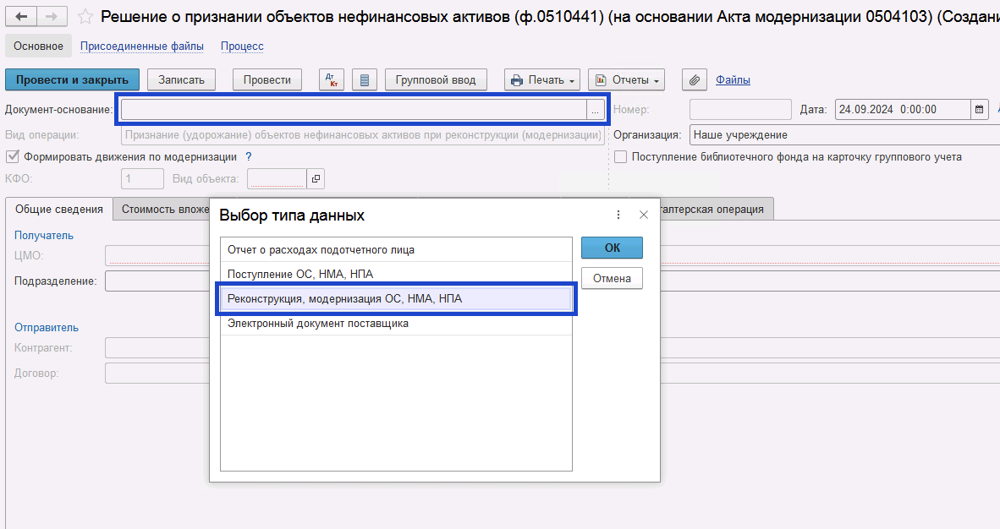 Решение о признании объектов нефинансовых активов (ф.0510441) (на основании Акта модернизации 0504103) (Создани
Основное Присоединенные файлы Процесс
Провести и закрыть Записать Провести Дт Кт Групповой ввод Печать Отчеты Файлы
Документ-основание: ... Номер: Дата: 24.09.2024 0:00:00
Вид операции: Признание (удорожание) объектов нефинансовых активов при реконструкции (модернизации) Организация: Наше учреждение
Формировать движения по модернизации ? Поступление библиотечного фонда на карточку группового учета
КФО: 1 Вид объекта:
Общие сведения Стоимость вложе галтерская операция
Получатель
ЦМО:
Подразделение:
Отправитель
Контрагент:
Договор:
Выбор типа данных
Отчет о расходах подотчетного лица
Поступление ОС, НМА, НПА
Реконструкция, модернизация ОС, НМА, НПА
Электронный документ поставщика
ОК
Отмена